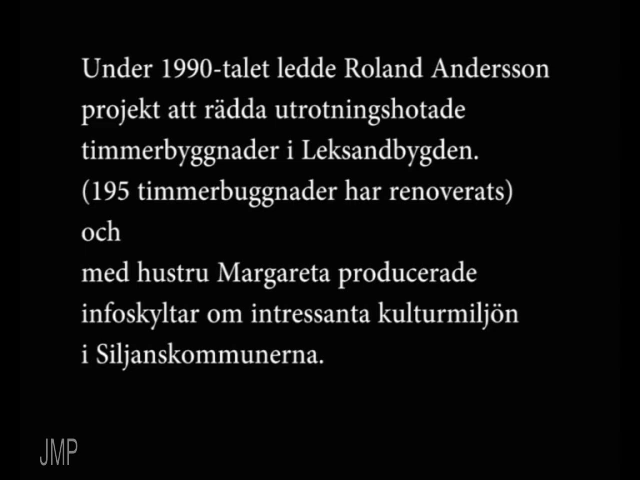 Under 1990-talet ledde Roland Andersson
projekt att rädda utrotningshotade
timmerbyggnader i Leksandbygden.
(195 timmerbuggnader har renoverats)
och
med hustru Margareta producerade
infoskyltar om intressanta kulturmiljön
i Siljanskommunerna.
JMP